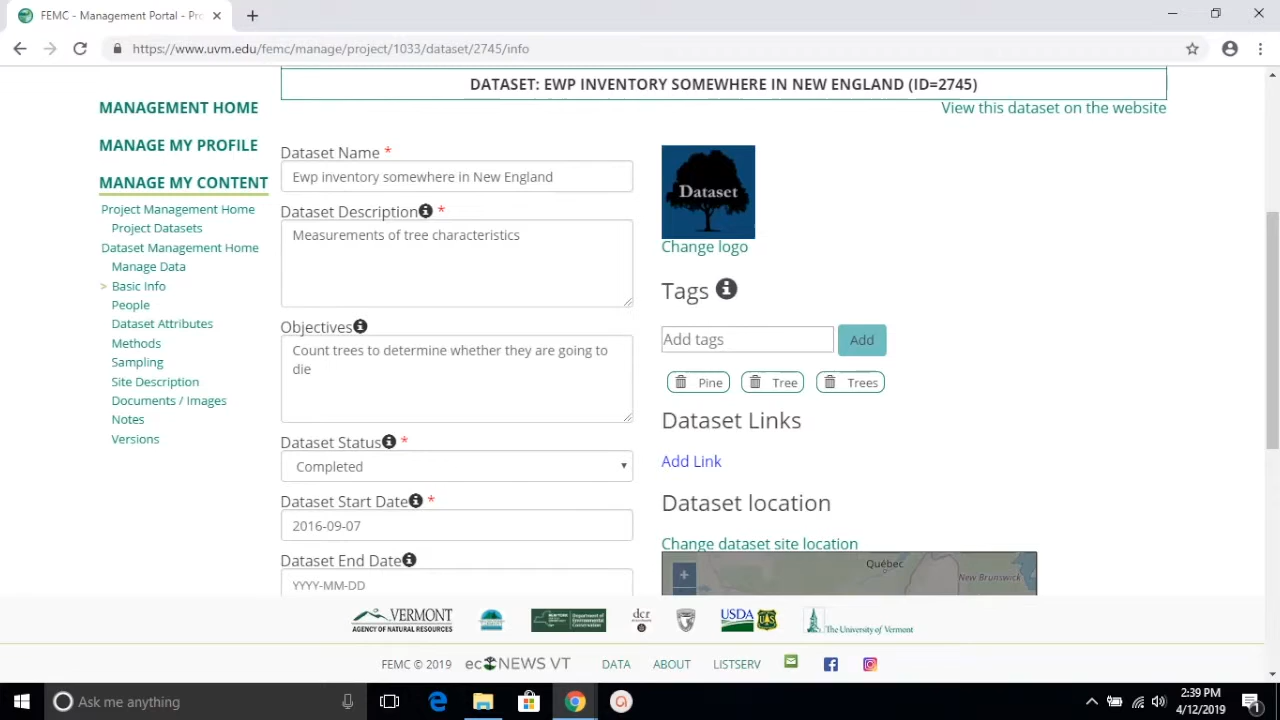 FEMC - Management Portal - Pro
https://www.uvm.edu/femc/manage/project/1033/dataset/2745/info
DATASET: EWP INVENTORY SOMEWHERE IN NEW ENGLAND (ID=2745)
View this dataset on the website
MANAGEMENT HOME
MANAGE MY PROFILE
MANAGE MY CONTENT
Project Management Home
Project Datasets
Dataset Management Home
Manage Data
> Basic Info
People
Dataset Attributes
Methods
Sampling
Site Description
Documents / Images
Notes
Versions
Dataset Name *
Ewp inventory somewhere in New England
Dataset Description *
Measurements of tree characteristics
Objectives
Count trees to determine whether they are going to
die
Dataset Status *
Completed
Dataset Start Date *
2016-09-07
Dataset End Date
YYYY-MM-DD
Dataset
Change logo
Tags
Add tags Add
Pine Tree Trees
Dataset Links
Add Link
Dataset location
Change dataset site location
+
Québec
New Brunswick
VERMONT
AGENCY OF NATURAL RESOURCES
Department of
Environmental
Conservation
dcr
USDA
The University of Vermont
FEMC © 2019 ecoNEWS VT DATA ABOUT LISTSERV
Ask me anything
2:39 PM
4/12/2019
1